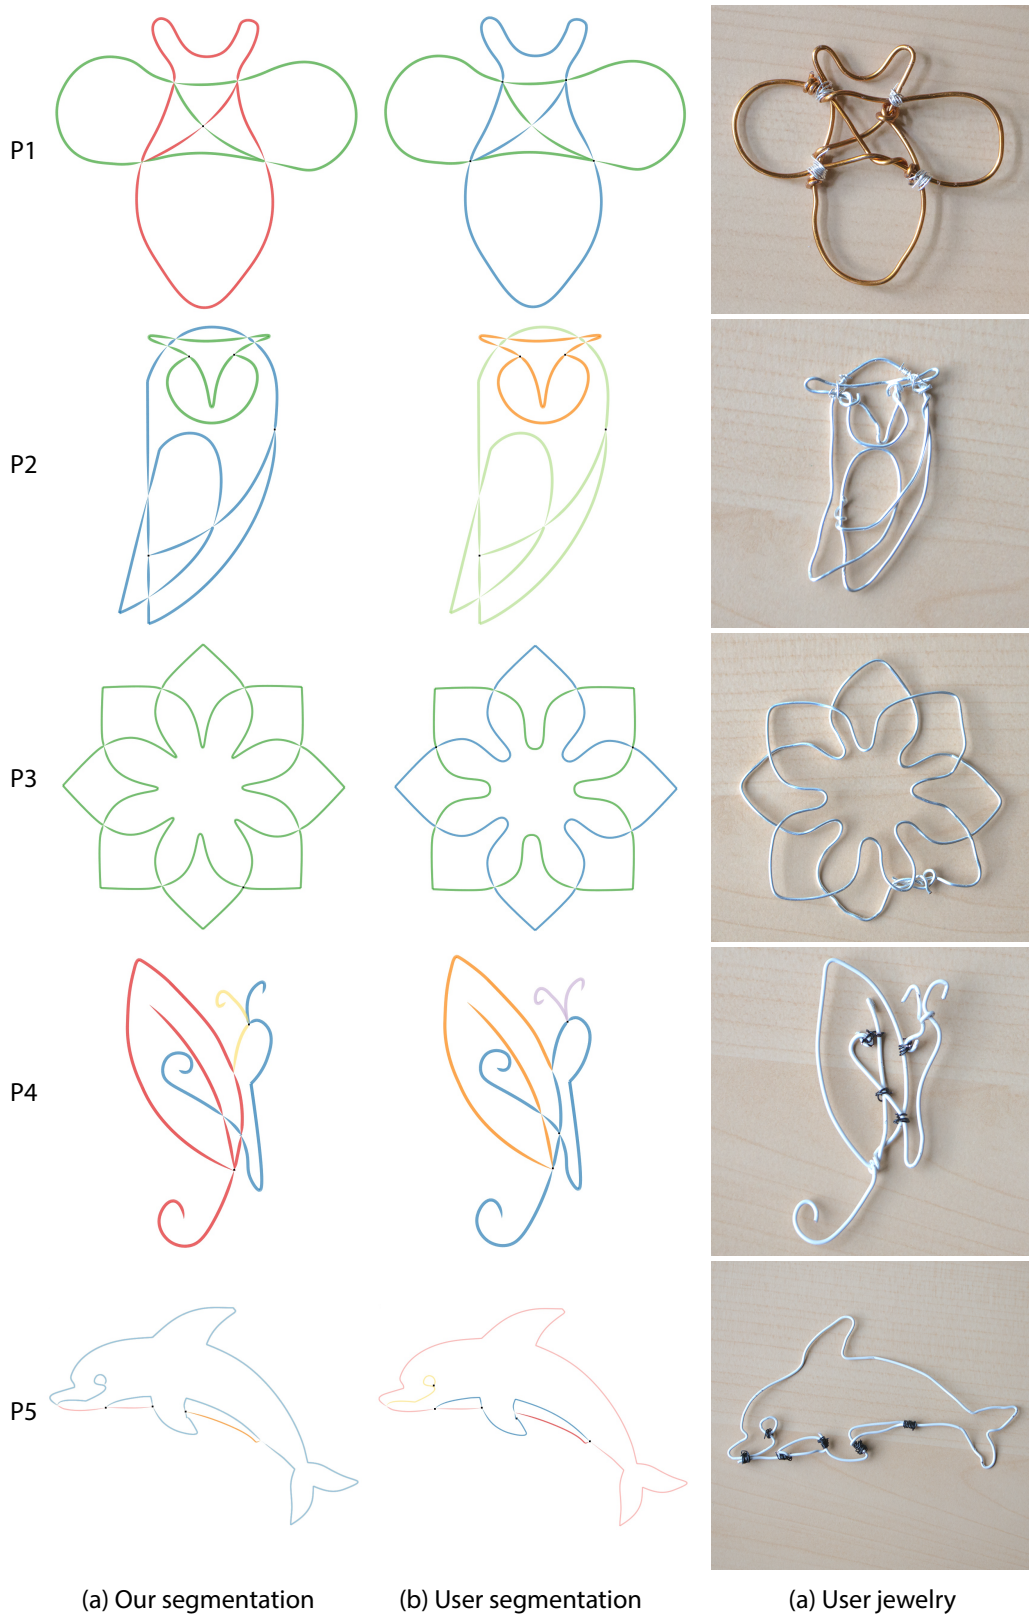 P1
P2
P3
P4
P5
(a) Our segmentation
(b) User segmentation
(a) User jewelry